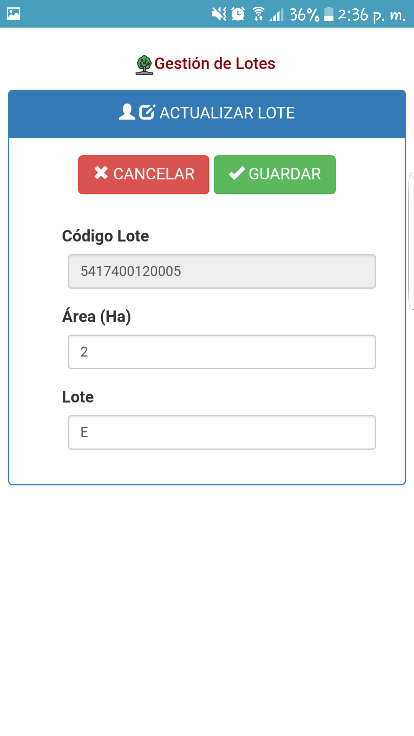 36% 2:36 p. m.
Gestión de Lotes
ACTUALIZAR LOTE
CANCELAR GUARDAR
Código Lote
5417400120005
Área (Ha)
2
Lote
E